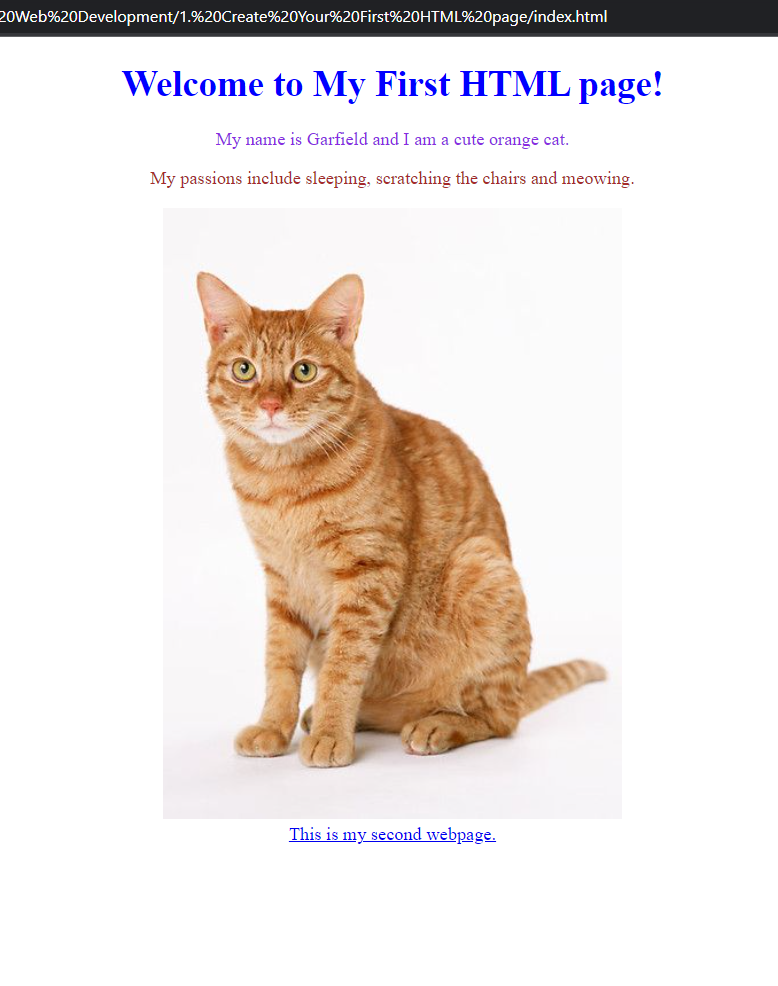 20Web%20Development/1.%20Create%20Your%20First%20HTML%20page/index.html
Welcome to My First HTML page!
My name is Garfield and I am a cute orange cat.
My passions include sleeping, scratching the chairs and meowing.
This is my second webpage.